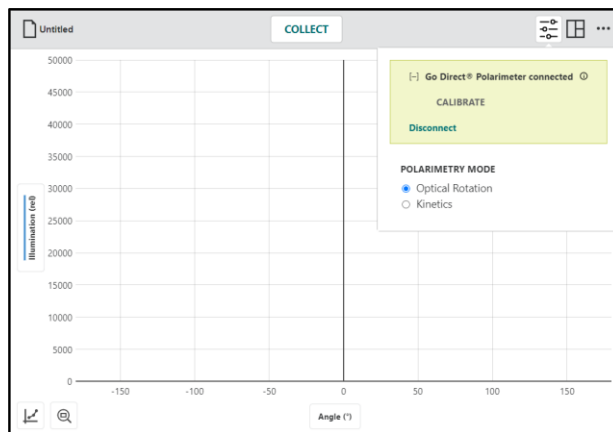 Untitled
COLLECT
[–] Go Direct® Polarimeter connected
CALIBRATE
Disconnect
POLARIMETRY MODE
Optical Rotation
Kinetics
50000
45000
40000
35000
30000
25000
20000
15000
10000
5000
0
Illumination (rel)
-150
-100
-50
0
50
100
150
Angle (°)